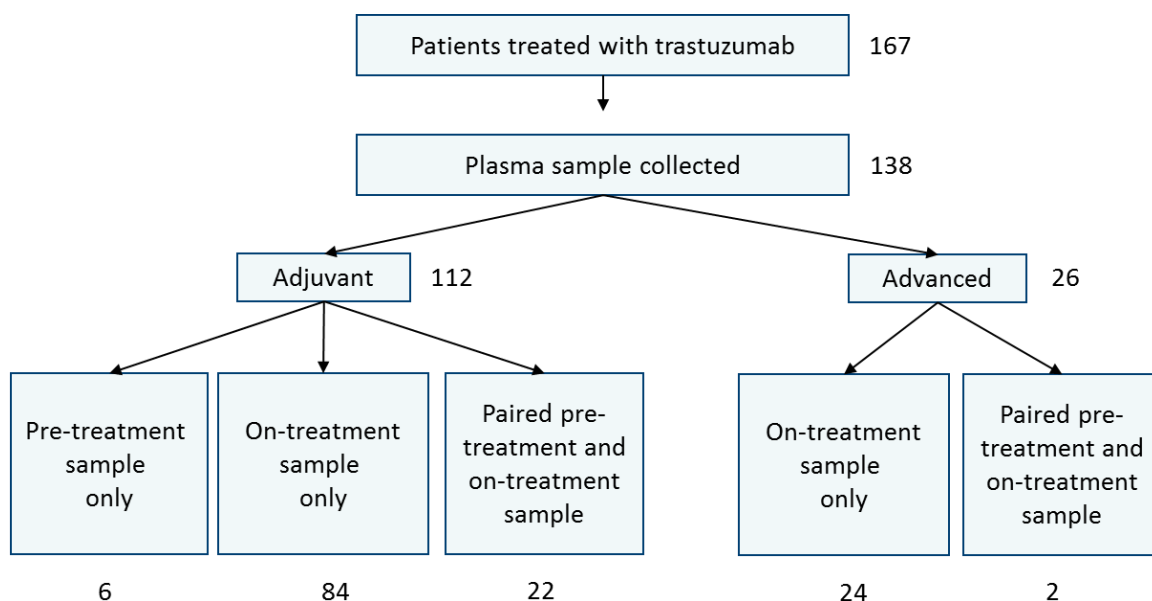 Patients treated with trastuzumab 167
Plasma sample collected 138
Adjuvant 112
Advanced 26
Pre-treatment
sample
only
On-treatment
sample
only
Paired pre-
treatment and
on-treatment
sample
On-treatment
sample
only
Paired pre-
treatment and
on-treatment
sample
6
84
22
24
2